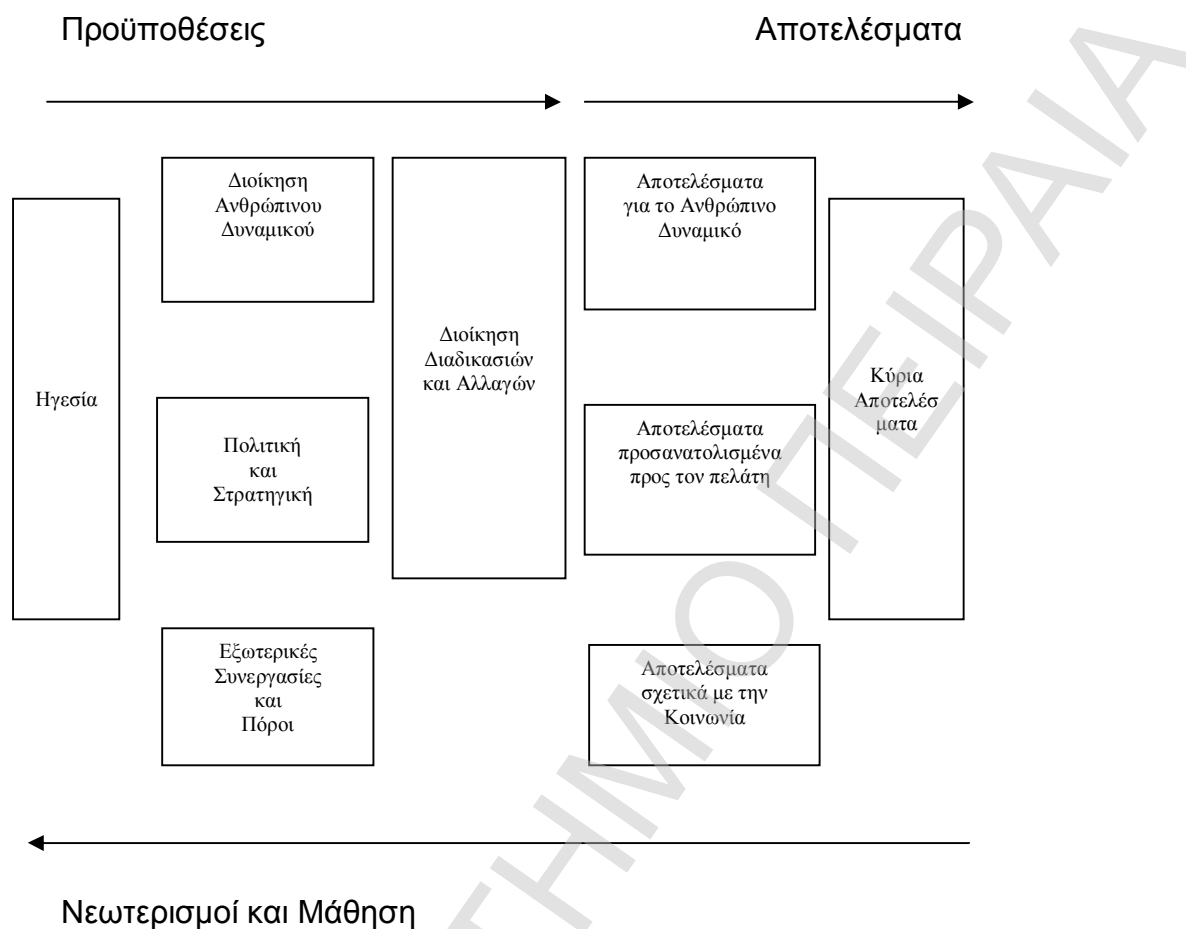 Προϋποθέσεις
Αποτελέσματα
Διοίκηση
Ανθρώπινου
Δυναμικού
Αποτελέσματα
για το Ανθρώπινο
Δυναμικό
Ηγεσία
Διοίκηση
Διαδικασιών
και Αλλαγών
Κύρια
Αποτελέσ
ματα
Πολιτική
και
Στρατηγική
Αποτελέσματα
προσανατολισμένα
προς τον πελάτη
Εξωτερικές
Συνεργασίες
και
Πόροι
Αποτελέσματα
σχετικά με την
Κοινωνία
Νεωτερισμοί και Μάθηση
ΤΗΜΙΟ ΠΕΙΡΑΙΑ